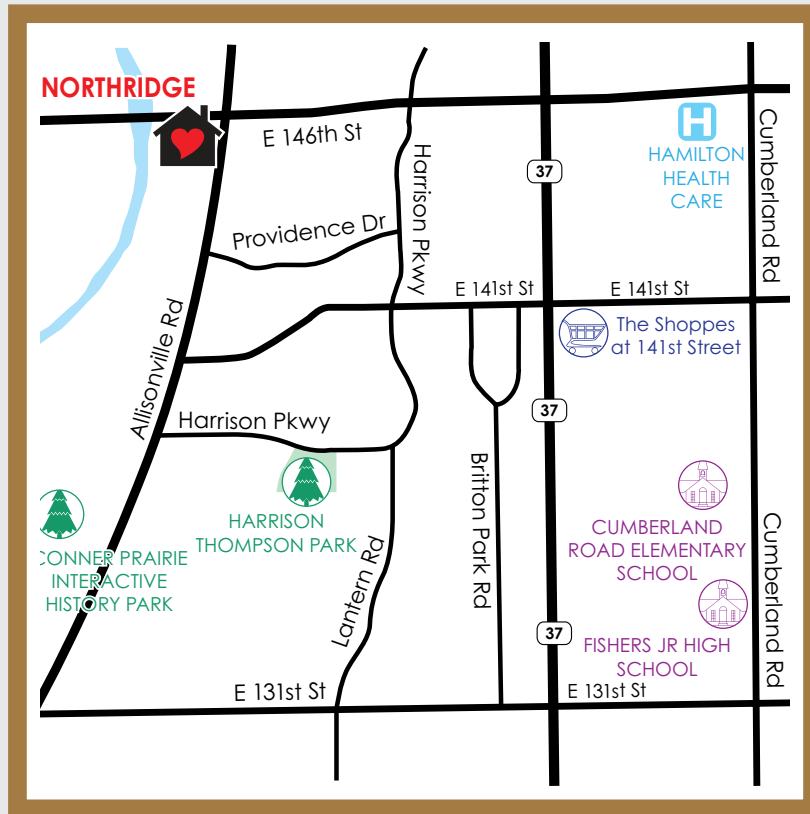 NORTHRIDGE
E 146th St
H
HAMILTON
HEALTH
CARE
Cumberland Rd
Harrison Pkwy
37
Providence Dr
E 141st St
E 141st St
The Shoppes
at 141st Street
Allisonville Rd
37
Harrison Pkwy
HARRISON
THOMPSON PARK
Britton Park Rd
CUMBERLAND
ROAD ELEMENTARY
SCHOOL
Cumberland Rd
CONNER PRAIRIE
INTERACTIVE
HISTORY PARK
Lantern Rd
37
FISHERS JR HIGH
SCHOOL
E 131st St
E 131st St